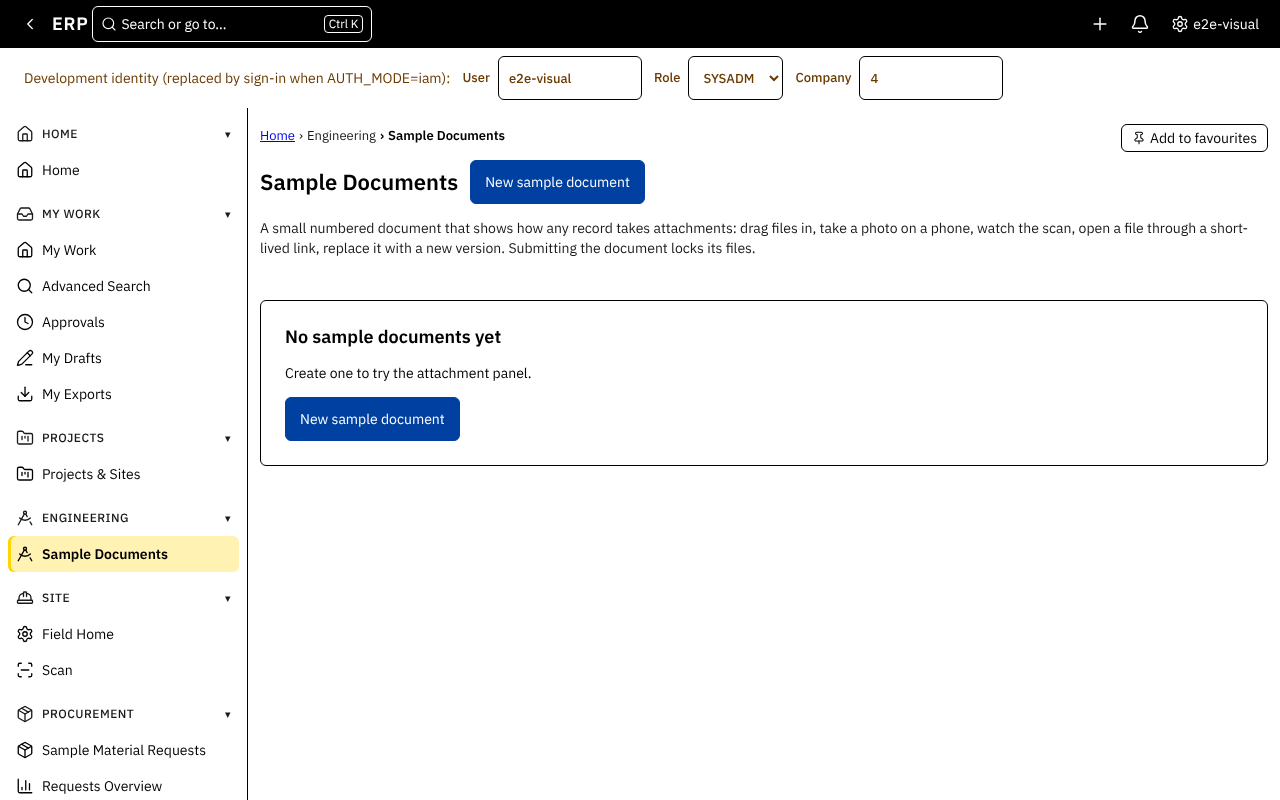 ERP
Search or go to...
Ctrl K
e2e-visual
Development identity (replaced by sign-in when AUTH_MODE=iam):
User
e2e-visual
Role
SYSADM
Company
4
HOME
Home
MY WORK
My Work
Advanced Search
Approvals
My Drafts
My Exports
PROJECTS
Projects & Sites
ENGINEERING
Sample Documents
SITE
Field Home
Scan
PROCUREMENT
Sample Material Requests
Requests Overview
Home › Engineering › Sample Documents
Add to favourites
Sample Documents
New sample document
A small numbered document that shows how any record takes attachments: drag files in, take a photo on a phone, watch the scan, open a file through a short-
lived link, replace it with a new version. Submitting the document locks its files.
No sample documents yet
Create one to try the attachment panel.
New sample document